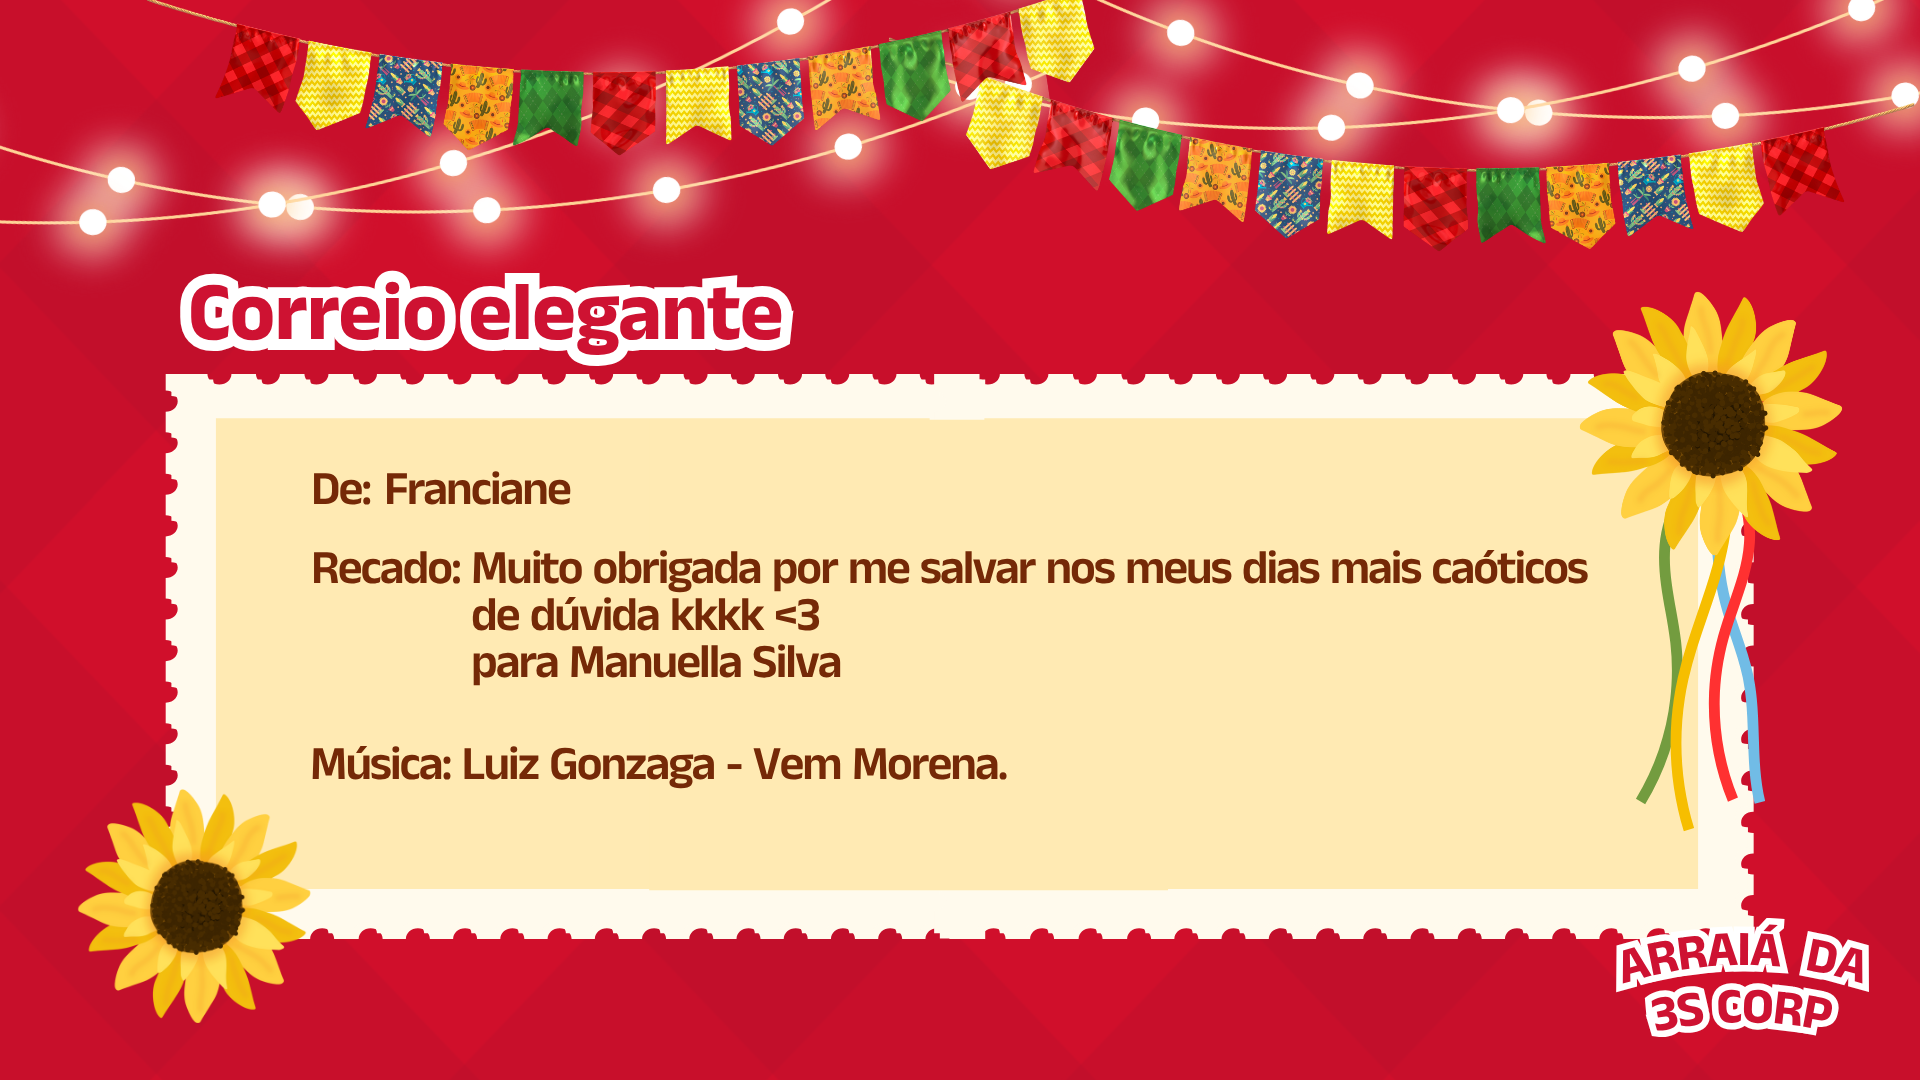 Correio elegante
De: Franciane
Recado: Muito obrigada por me salvar nos meus dias mais caóticos
de dúvida kkkk <3
para Manuella Silva
Música: Luiz Gonzaga - Vem Morena.
ARRAIÁ DA
3S CORP